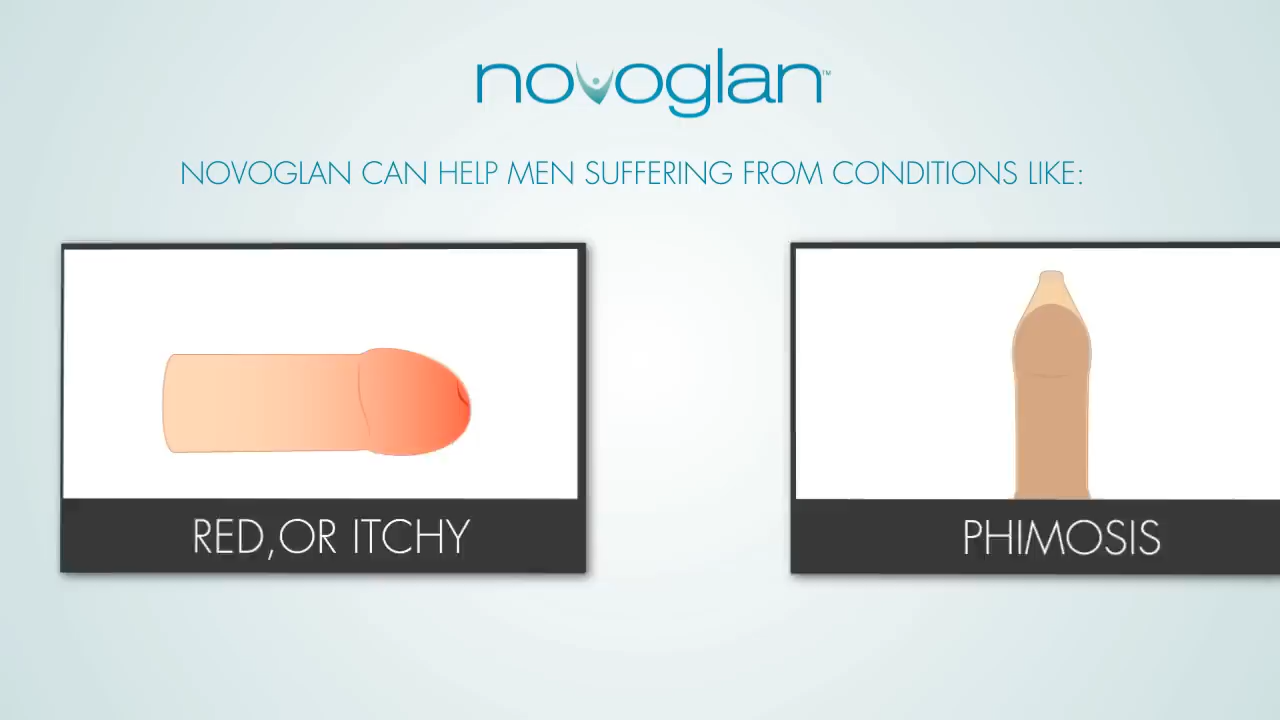 novoglan™
NOVOGLAN CAN HELP MEN SUFFERING FROM CONDITIONS LIKE:
RED,OR ITCHY
PHIMOSIS